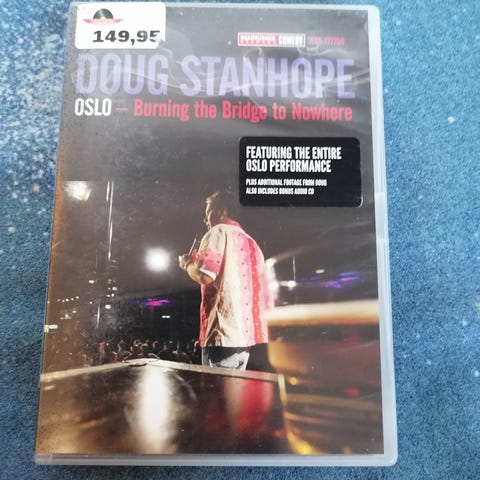 149,95
ROADRUNNER COMEDY
DOUG STANHOPE
OSLO – Burning the Bridge to Nowhere
FEATURING THE ENTIRE
OSLO PERFORMANCE
PLUS ADDITIONAL FOOTAGE FROM DOUG
ALSO INCLUDES BONUS AUDIO CD